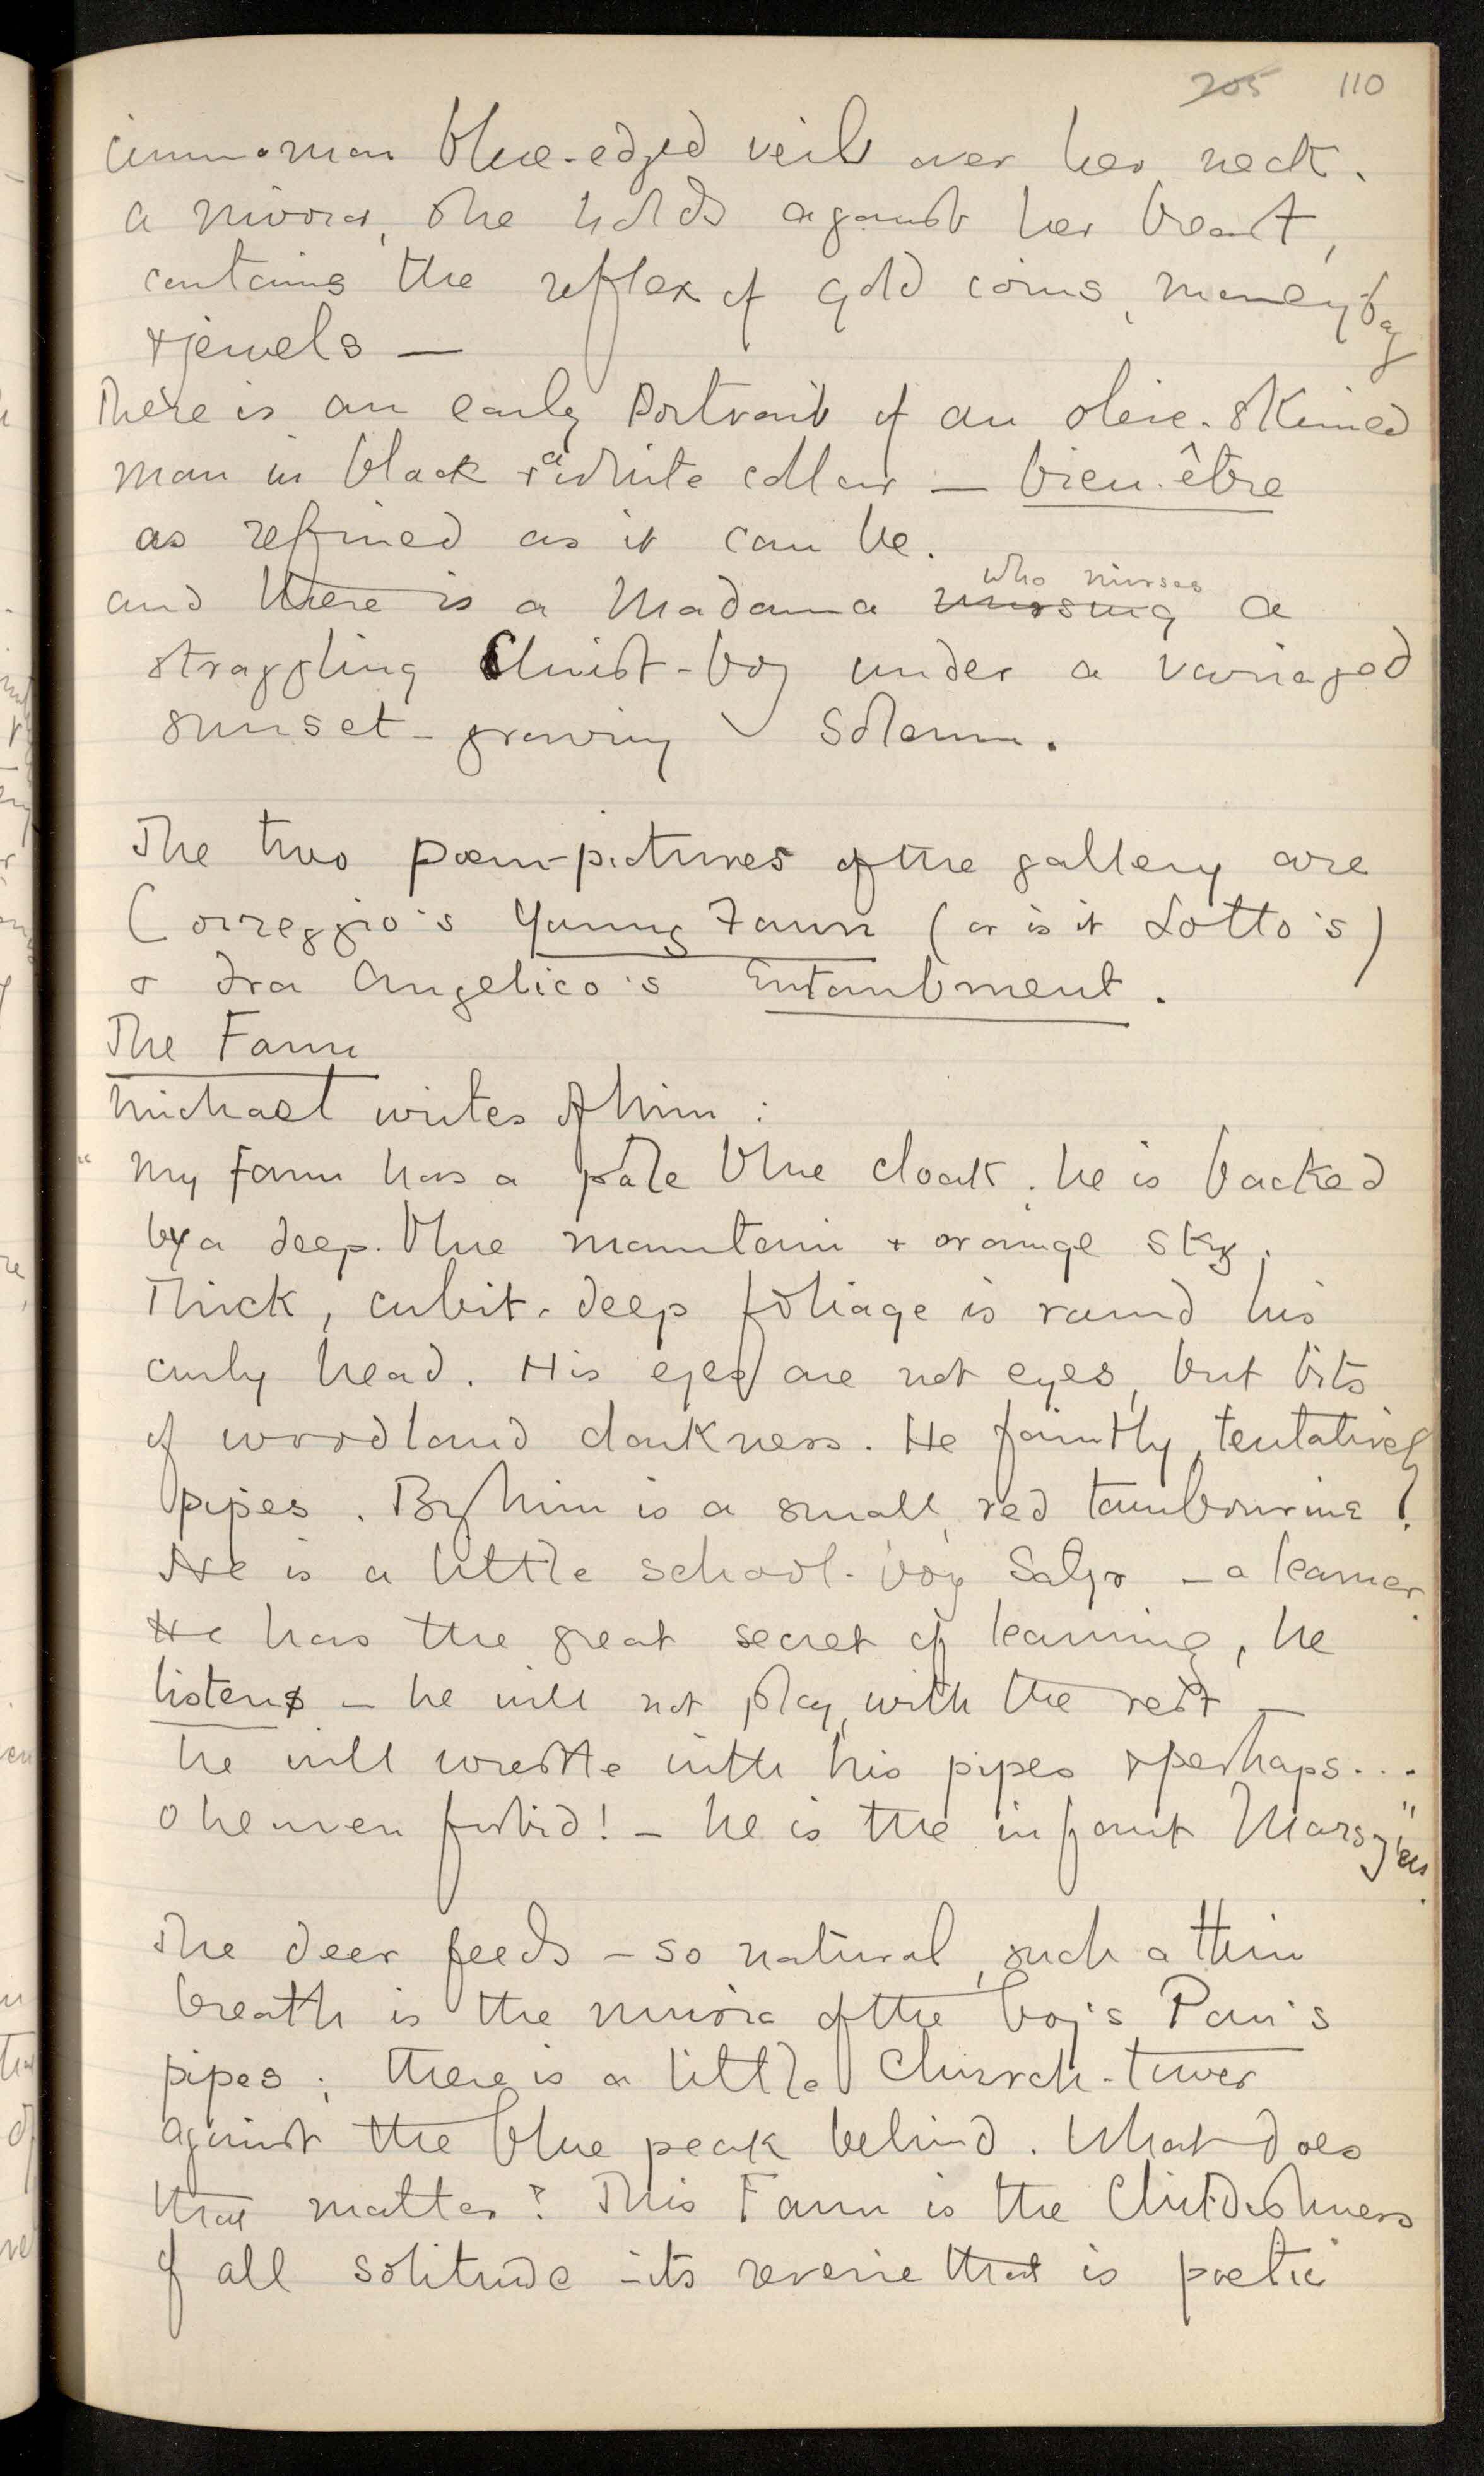 205 110
cinnamon blue-edged veil over her neck.
a mirror, she holds against her breast,
contains the reflex of gold coins, money-bag
& jewels —
There is an early Portrait of an olive-skinned
man in black & a white collar — bien-être
as refined as it can be.
and there is a Madonna nursing who nurses a
straggling Christ-boy under a variaged
sunset - growing solemn.
The two poem-pictures of the gallery are
Correggio's Young Faun (or is it Lotto's)
& Fra Angelico's Entombment.
The Faun
Michael writes of him:
"My Faun has a pale blue cloak. he is backed
by a deep-blue mountain & orange sky.
Thick, cubit-deep foliage is round his
curly head. His eyes are not eyes, but bits
of woodland darkness. He faintly, tentatively
pipes. By him is a small, red tambourine!
He is a little school-boy Satyr — a learner.
He has the great secret of learning, he
listens — he will not play with the rest —
he will wrestle with his pipes & perhaps...
O heaven forbid! — he is the infant Marsyas".
The deer feeds — so natural, such a thin
breath is the music of the boy's Pan's
pipes; there is a little Church-tower
against the blue peak behind. What does
that matter? This Faun is the Childishness
of all solitude - its reverie that is poetic